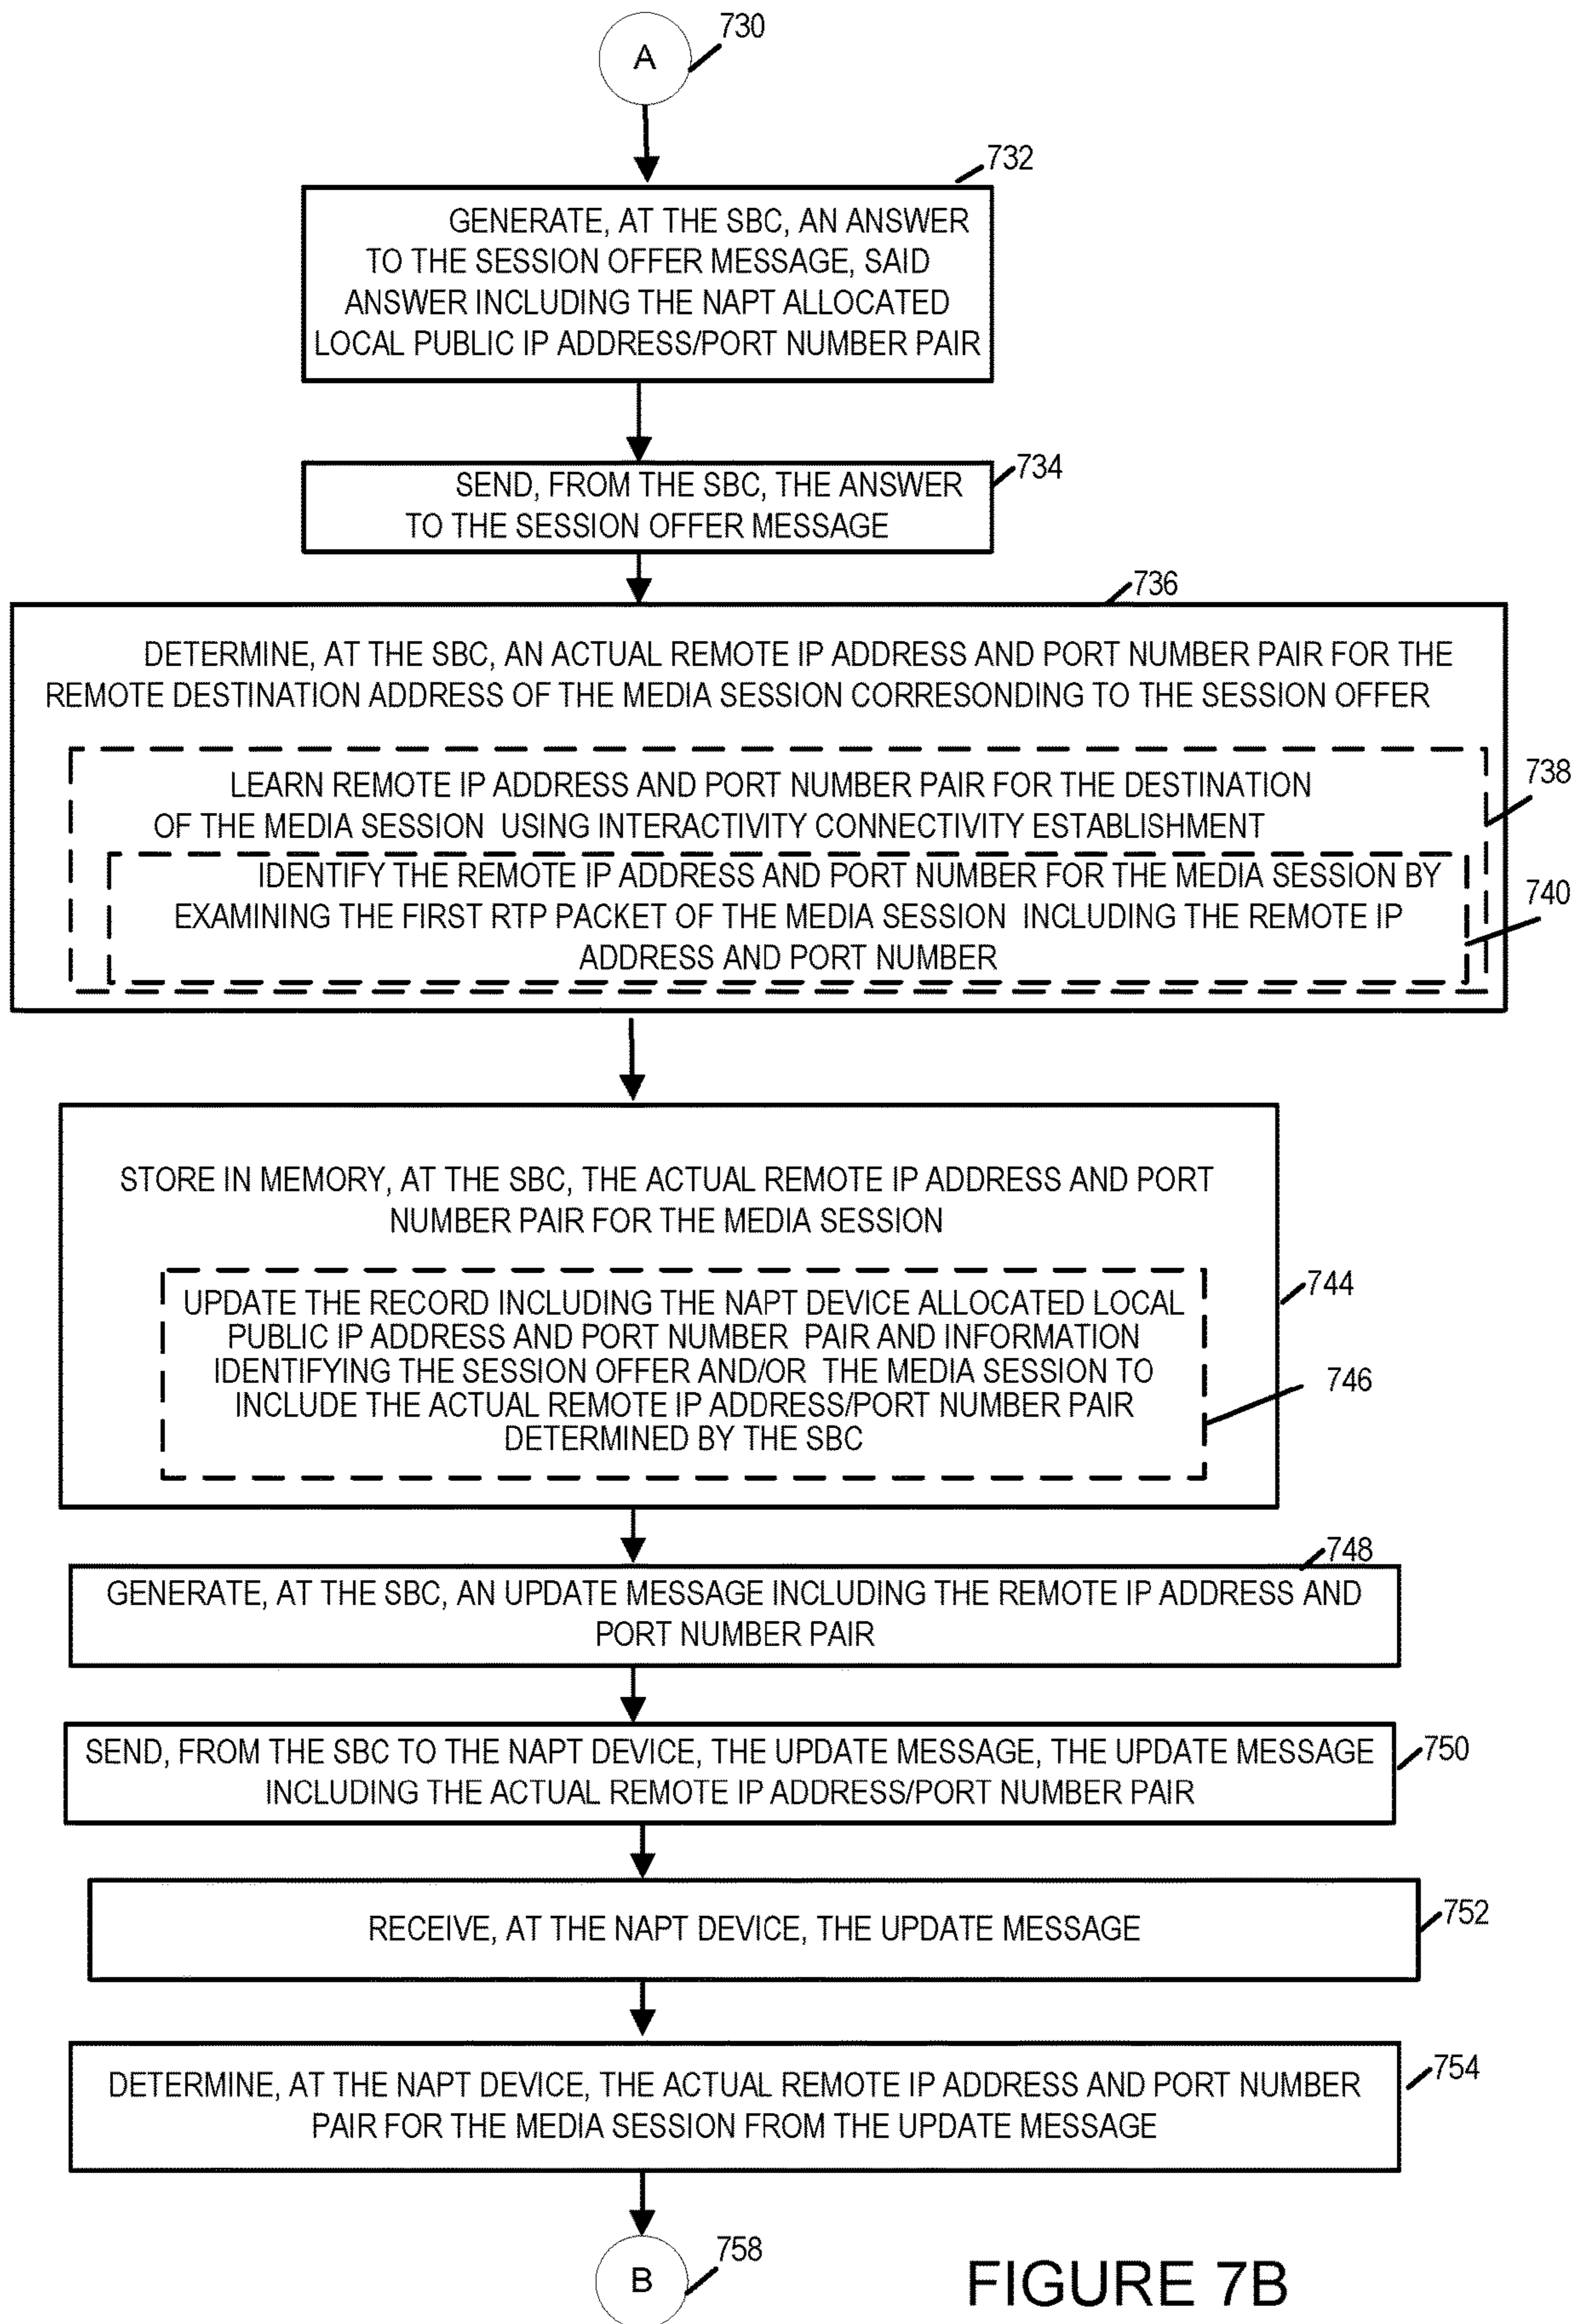 A
730
732
GENERATE, AT THE SBC, AN ANSWER
TO THE SESSION OFFER MESSAGE, SAID
ANSWER INCLUDING THE NAPT ALLOCATED
LOCAL PUBLIC IP ADDRESS/PORT NUMBER PAIR
734
SEND, FROM THE SBC, THE ANSWER
TO THE SESSION OFFER MESSAGE
736
DETERMINE, AT THE SBC, AN ACTUAL REMOTE IP ADDRESS AND PORT NUMBER PAIR FOR THE
REMOTE DESTINATION ADDRESS OF THE MEDIA SESSION CORRESONDING TO THE SESSION OFFER
738
LEARN REMOTE IP ADDRESS AND PORT NUMBER PAIR FOR THE DESTINATION
OF THE MEDIA SESSION USING INTERACTIVITY CONNECTIVITY ESTABLISHMENT
740
IDENTIFY THE REMOTE IP ADDRESS AND PORT NUMBER FOR THE MEDIA SESSION BY
EXAMINING THE FIRST RTP PACKET OF THE MEDIA SESSION INCLUDING THE REMOTE IP
ADDRESS AND PORT NUMBER
STORE IN MEMORY, AT THE SBC, THE ACTUAL REMOTE IP ADDRESS AND PORT
NUMBER PAIR FOR THE MEDIA SESSION
744
UPDATE THE RECORD INCLUDING THE NAPT DEVICE ALLOCATED LOCAL
PUBLIC IP ADDRESS AND PORT NUMBER PAIR AND INFORMATION
IDENTIFYING THE SESSION OFFER AND/OR THE MEDIA SESSION TO
INCLUDE THE ACTUAL REMOTE IP ADDRESS/PORT NUMBER PAIR
DETERMINED BY THE SBC
746
748
GENERATE, AT THE SBC, AN UPDATE MESSAGE INCLUDING THE REMOTE IP ADDRESS AND
PORT NUMBER PAIR
SEND, FROM THE SBC TO THE NAPT DEVICE, THE UPDATE MESSAGE, THE UPDATE MESSAGE
INCLUDING THE ACTUAL REMOTE IP ADDRESS/PORT NUMBER PAIR
750
RECEIVE, AT THE NAPT DEVICE, THE UPDATE MESSAGE
752
DETERMINE, AT THE NAPT DEVICE, THE ACTUAL REMOTE IP ADDRESS AND PORT NUMBER
PAIR FOR THE MEDIA SESSION FROM THE UPDATE MESSAGE
754
B
758
FIGURE 7B